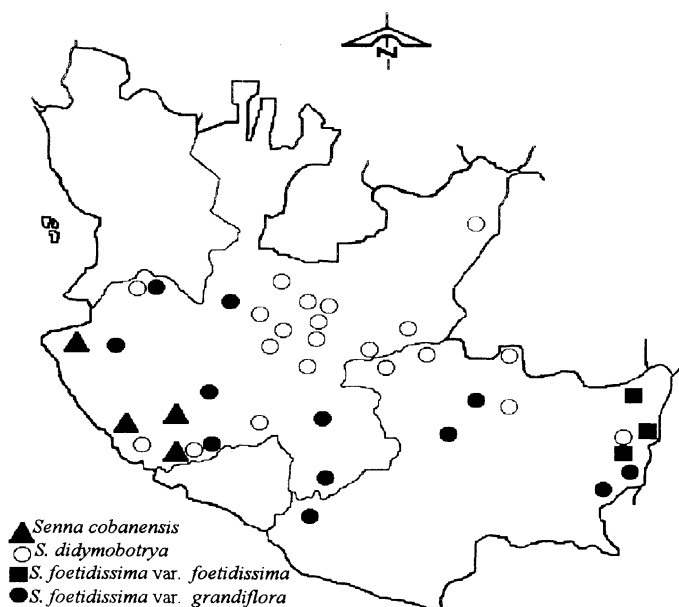 N
Senna cobanensis
S. didymobotrya
S. foetidissima var. foetidissima
S. foetidissima var. grandiflora